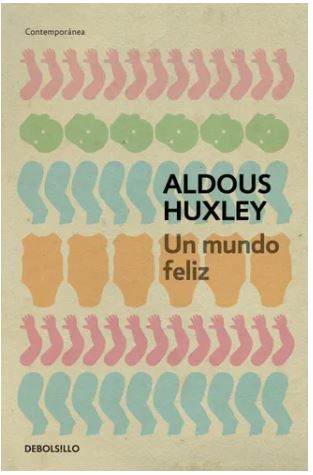 Contemporánea
ALDOUS
HUXLEY
Un mundo
feliz
DEBOLSILLO